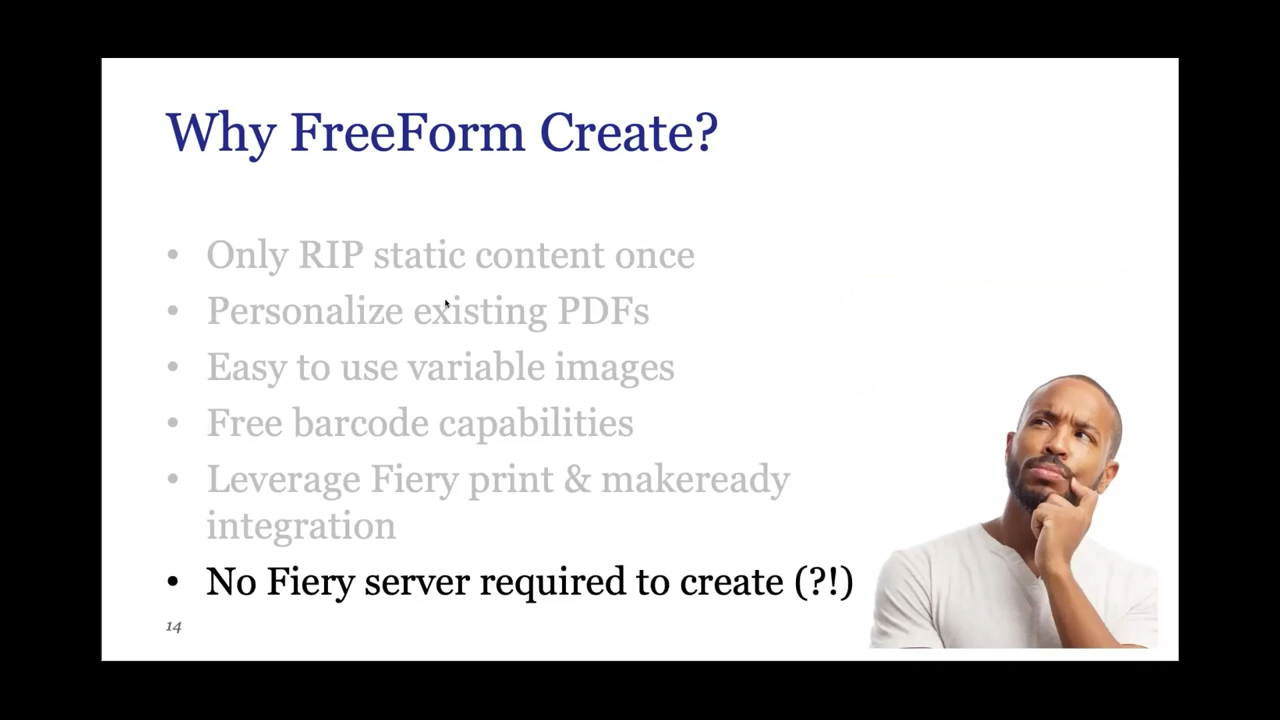 Why FreeForm Create?
• Only RIP static content once
• Personalize existing PDFs
• Easy to use variable images
• Free barcode capabilities
• Leverage Fiery print & makeready
integration
• No Fiery server required to create (?!)
14